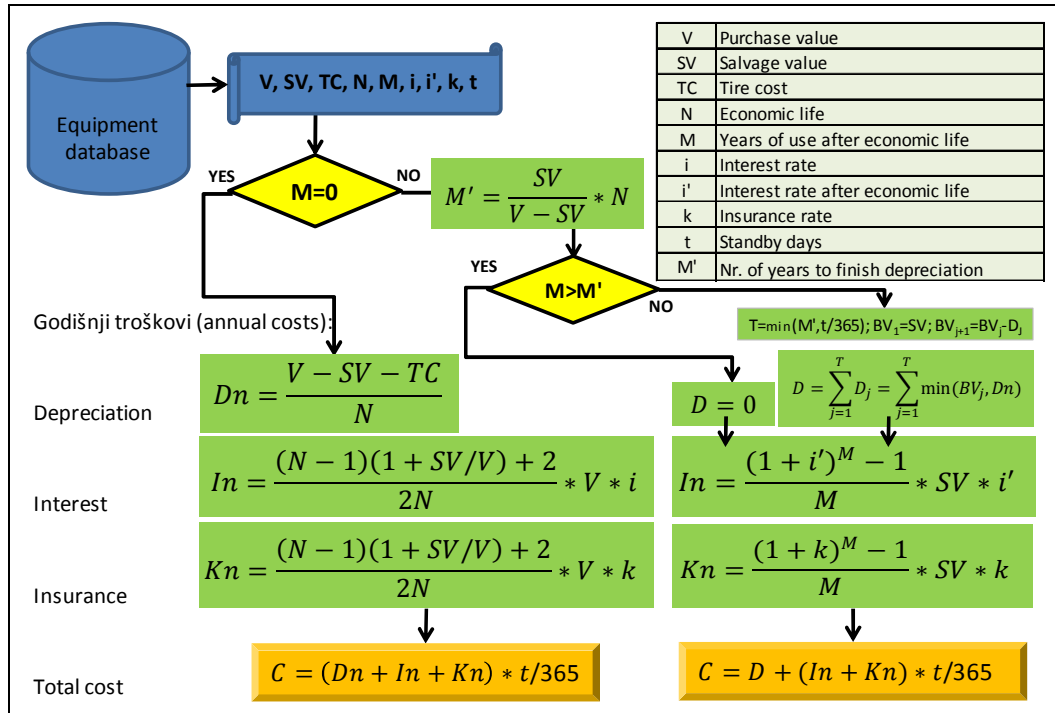 Equipment
database
V, SV, TC, N, M, i, i', k, t
V Purchase value
SV Salvage value
TC Tire cost
N Economic life
M Years of use after economic life
i Interest rate
i' Interest rate after economic life
k Insurance rate
t Standby days
M' Nr. of years to finish depreciation
YES
M=0
NO
M' = SV/(V − SV) * N
YES
M>M'
NO
Godišnji troškovi (annual costs):
T=min(M',t/365); BV₁=SV; BVⱼ₊₁=BVⱼ-D_J
Depreciation
Dn = (V − SV − TC)/N
D = 0
D = ∑_{j=1}^{T} Dⱼ = ∑_{j=1}^{T} min(BVⱼ, Dn)
Interest
In = ((N − 1)(1 + SV/V) + 2)/2N * V * i
In = ((1 + i')^M − 1)/M * SV * i'
Insurance
Kn = ((N − 1)(1 + SV/V) + 2)/2N * V * k
Kn = ((1 + k)^M − 1)/M * SV * k
Total cost
C = (Dn + In + Kn) * t/365
C = D + (In + Kn) * t/365